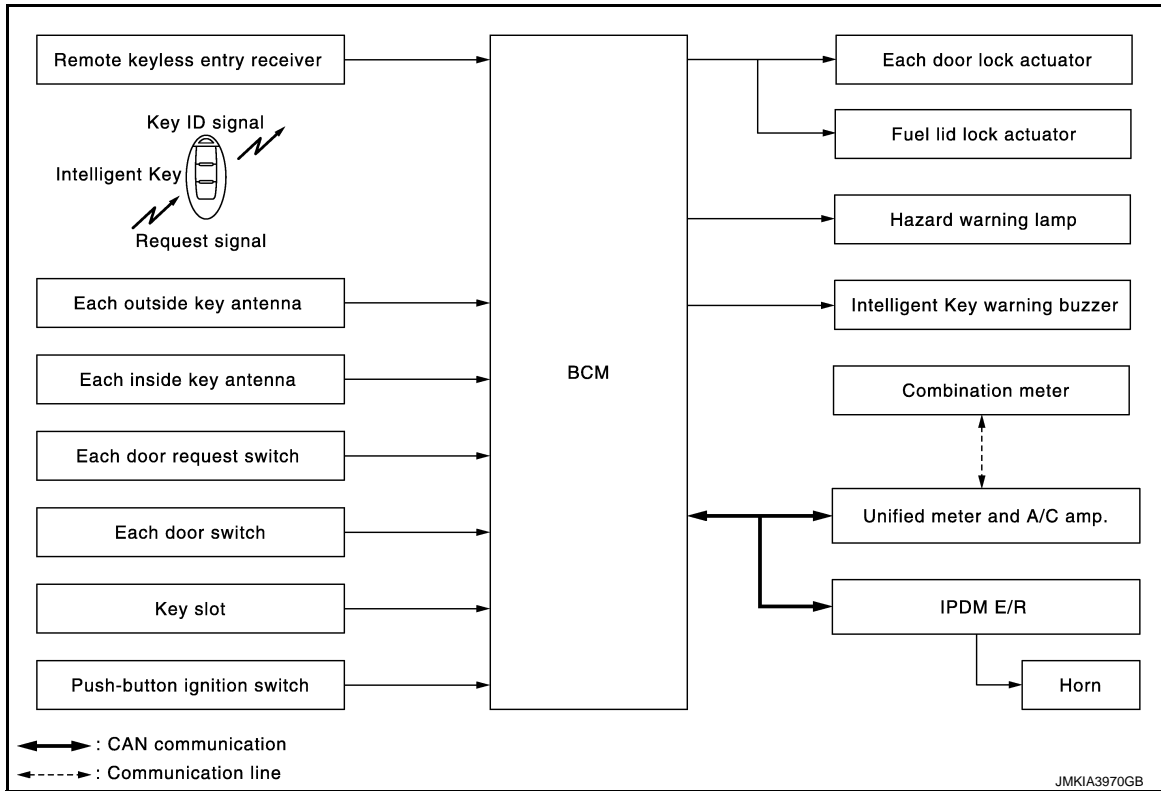 Remote keyless entry receiver
Key ID signal
Intelligent Key
Request signal
Each outside key antenna
Each inside key antenna
Each door request switch
Each door switch
Key slot
Push-button ignition switch
BCM
Each door lock actuator
Fuel lid lock actuator
Hazard warning lamp
Intelligent Key warning buzzer
Combination meter
Unified meter and A/C amp.
IPDM E/R
Horn
: CAN communication
: Communication line
JMKIA3970GB